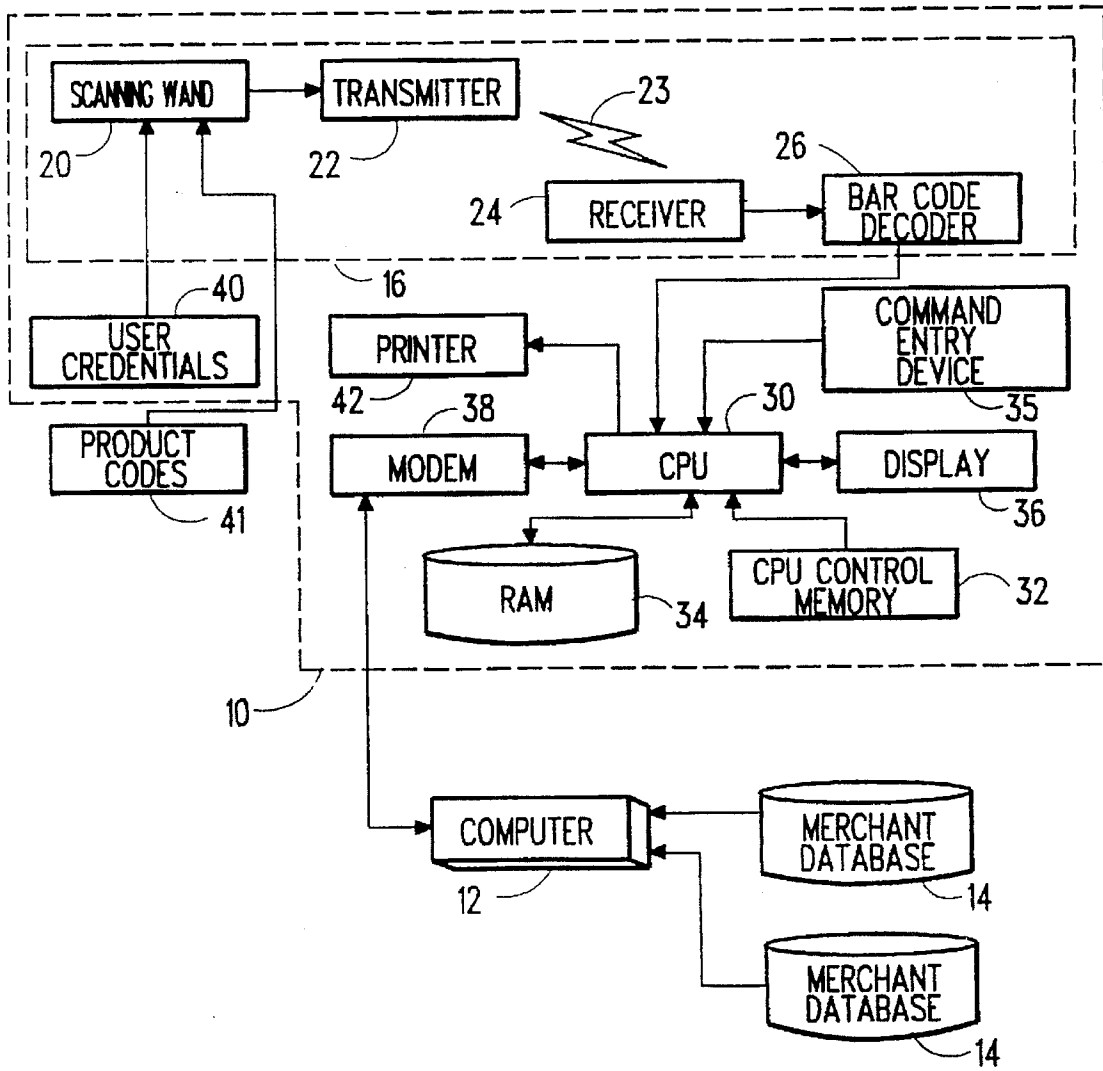 SCANNING WAND
TRANSMITTER
23
20
22
26
24
RECEIVER
BAR CODE
DECODER
16
40
USER
CREDENTIALS
PRINTER
COMMAND
ENTRY
DEVICE
42
38
30
35
PRODUCT
CODES
MODEM
CPU
DISPLAY
41
36
RAM
34
CPU CONTROL
MEMORY
32
10
COMPUTER
12
MERCHANT
DATABASE
14
MERCHANT
DATABASE
14